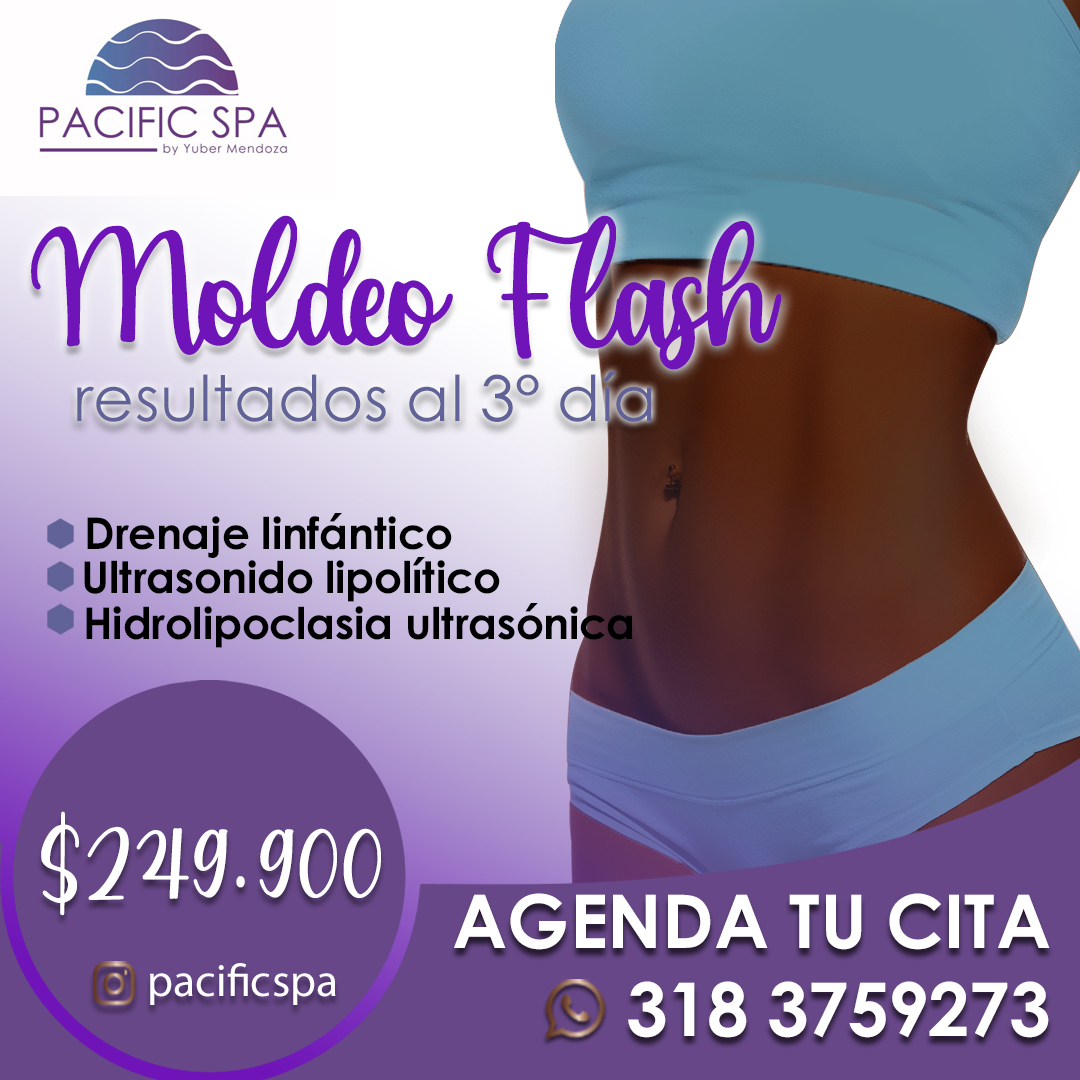 PACIFIC SPA
by Yuber Mendoza
Moldeo Flash
resultados al 3º día
Drenaje linfántico
Ultrasonido lipolítico
Hidrolipoclasia ultrasónica
$249.900
pacificspa
AGENDA TU CITA
318 3759273